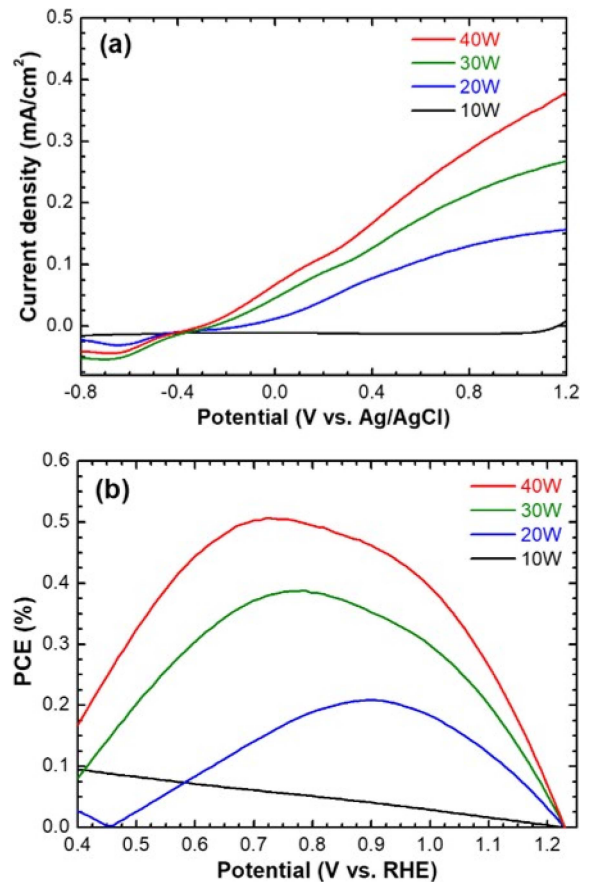 (a)
40W
30W
20W
10W
0.5
0.4
0.3
0.2
0.1
0.0
Current density (mA/cm²)
-0.8 -0.4 0.0 0.4 0.8 1.2
Potential (V vs. Ag/AgCl)
(b)
40W
30W
20W
10W
0.6
0.5
0.4
0.3
0.2
0.1
0.0
PCE (%)
0.4 0.5 0.6 0.7 0.8 0.9 1.0 1.1 1.2
Potential (V vs. RHE)